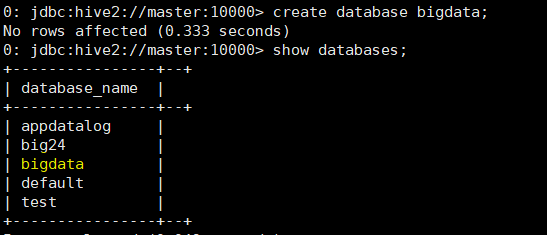 0: jdbc:hive2://master:10000> create database bigdata;
No rows affected (0.333 seconds)
0: jdbc:hive2://master:10000> show databases;
+----------------+--+
| database_name  |
+----------------+--+
| appdatalog     |
| big24          |
| bigdata        |
| default        |
| test           |
+----------------+--+